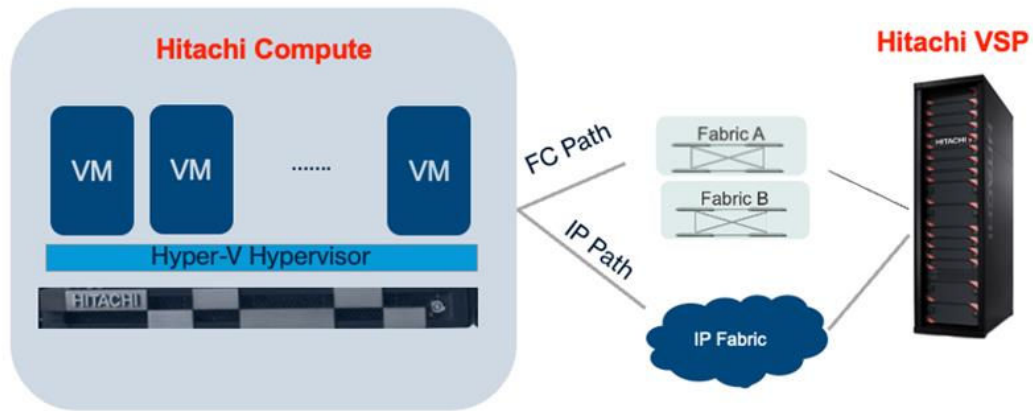 Hitachi Compute
VM
VM
.......
VM
Hyper-V Hypervisor
HITACHI
FC Path
IP Path
Fabric A
Fabric B
IP Fabric
Hitachi VSP
HITACHI